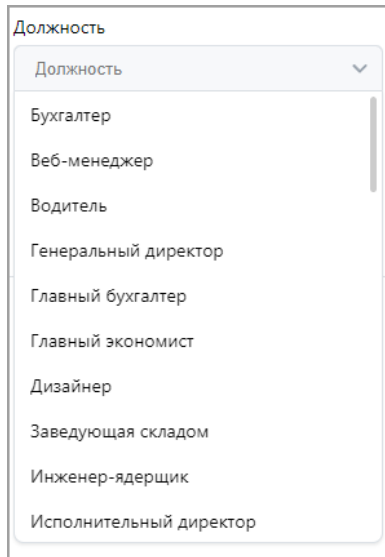 Должность
Должность
Бухгалтер
Веб-менеджер
Водитель
Генеральный директор
Главный бухгалтер
Главный экономист
Дизайнер
Заведующая складом
Инженер-ядерщик
Исполнительный директор